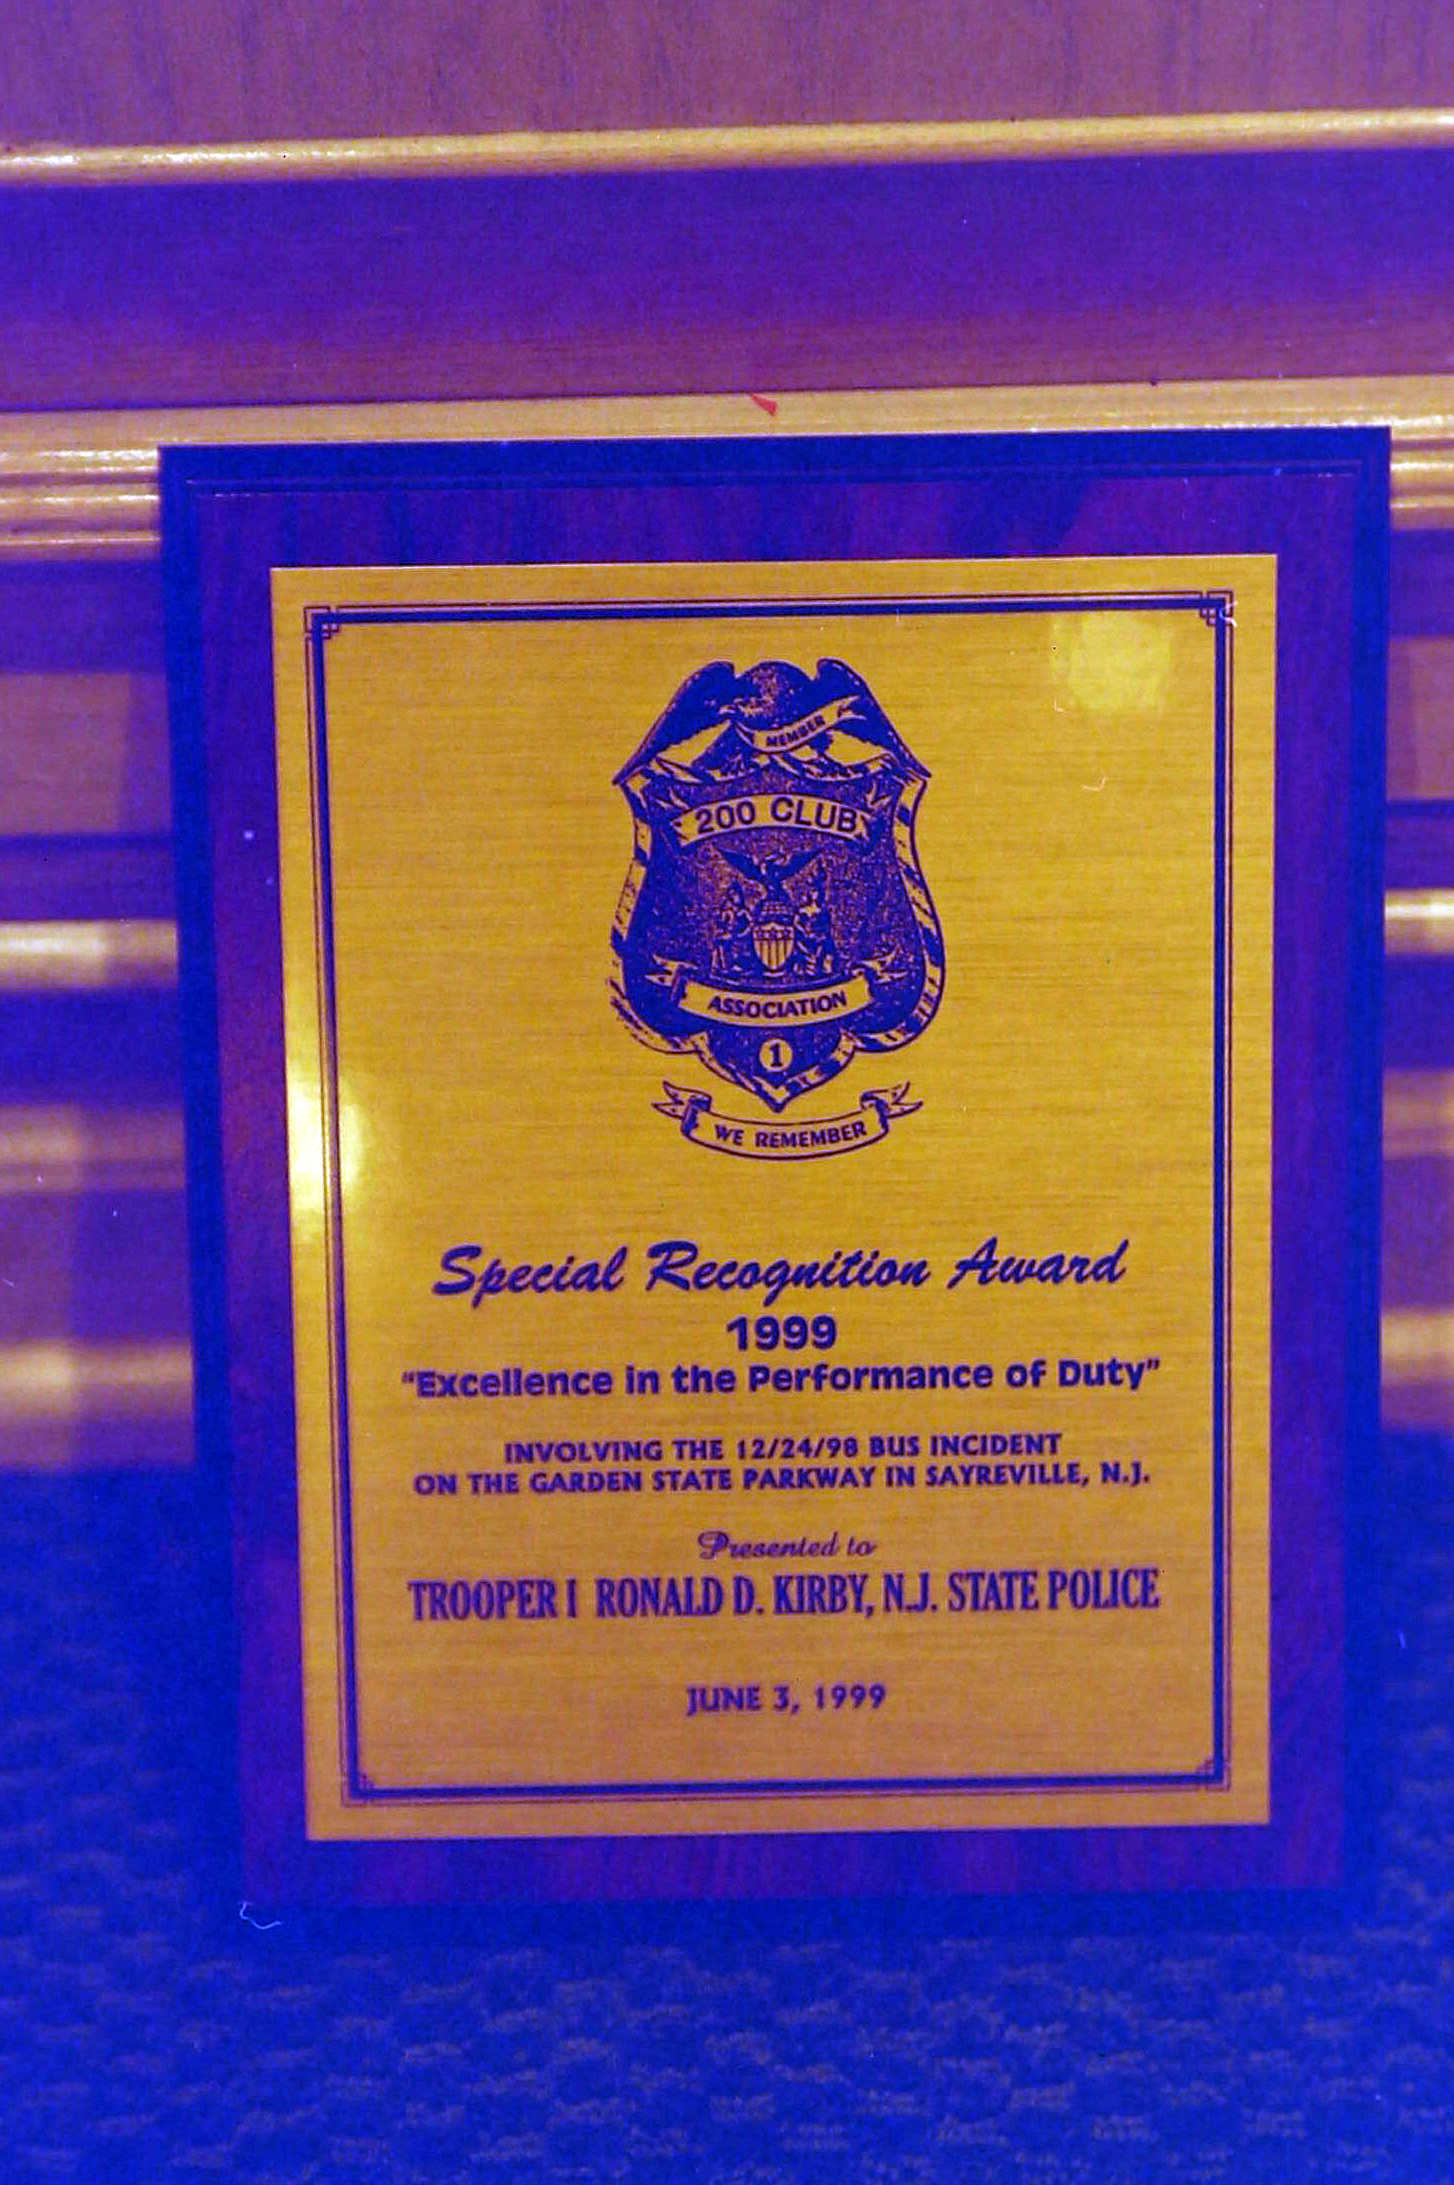 MEMBER
200 CLUB
ASSOCIATION
1
WE REMEMBER
Special Recognition Award
1999
“Excellence in the Performance of Duty”
INVOLVING THE 12/24/98 BUS INCIDENT
ON THE GARDEN STATE PARKWAY IN SAYREVILLE, N.J.
Presented to
TROOPER I RONALD D. KIRBY, N.J. STATE POLICE
JUNE 3, 1999